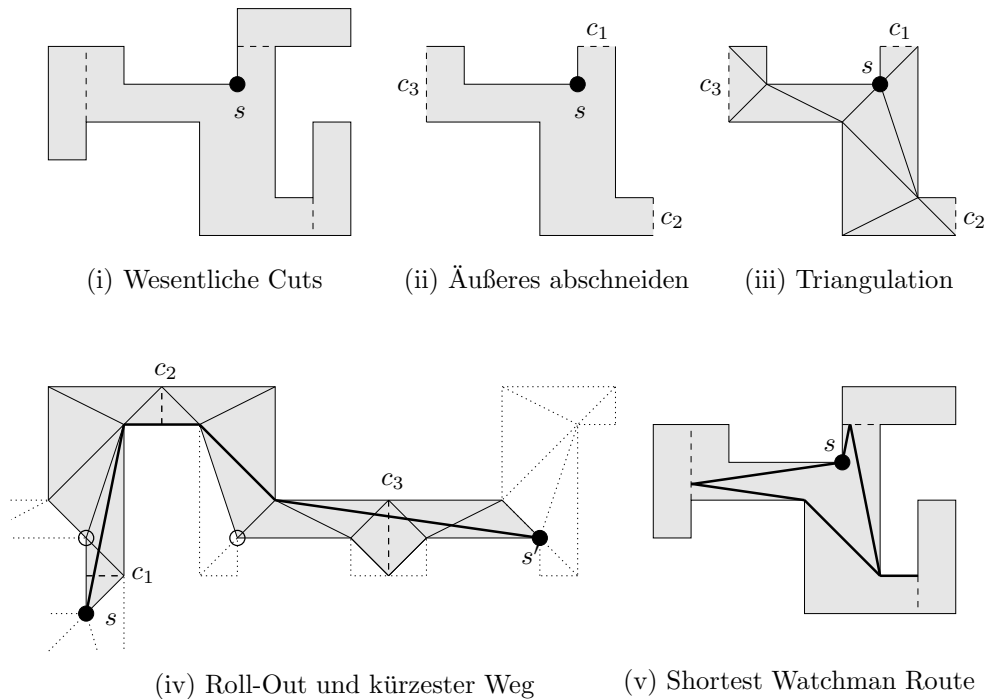 s
(i) Wesentliche Cuts
c1
c3
s
c2
(ii) Äußeres abschneiden
c1
s
c3
c2
(iii) Triangulation
c2
c3
c1
s
s'
(iv) Roll-Out und kürzester Weg
s
(v) Shortest Watchman Route